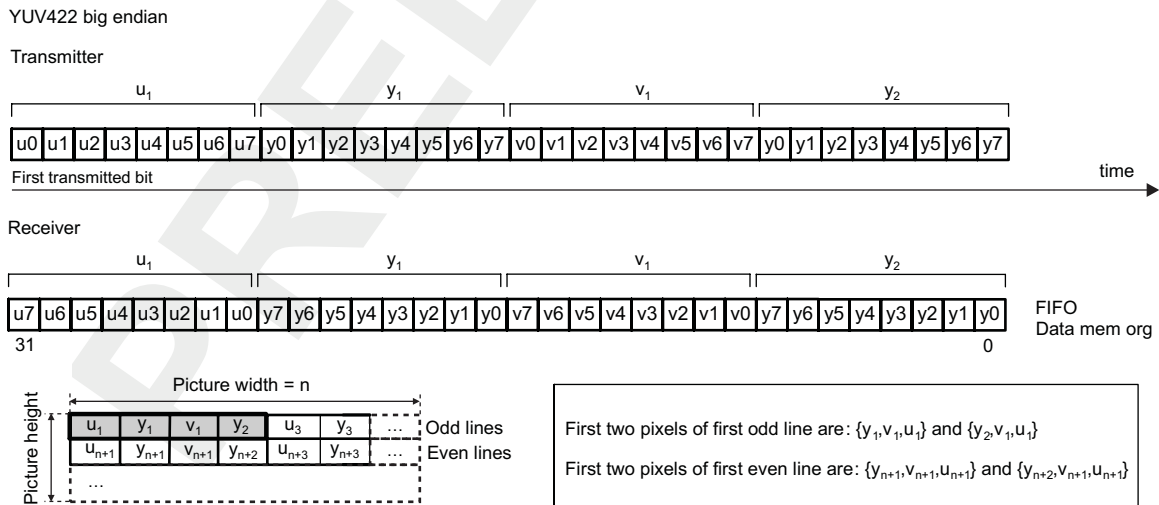 YUV422 big endian
Transmitter
u1 y1 v1 y2
u0 u1 u2 u3 u4 u5 u6 u7 y0 y1 y2 y3 y4 y5 y6 y7 v0 v1 v2 v3 v4 v5 v6 v7 y0 y1 y2 y3 y4 y5 y6 y7
First transmitted bit
time
Receiver
u1 y1 v1 y2
u7 u6 u5 u4 u3 u2 u1 u0 y7 y6 y5 y4 y3 y2 y1 y0 v7 v6 v5 v4 v3 v2 v1 v0 y7 y6 y5 y4 y3 y2 y1 y0
FIFO
Data mem org
31 0
Picture width = n
Picture height
u1 y1 v1 y2 u3 y3 ... Odd lines
un+1 yn+1 vn+1 yn+2 un+3 yn+3 ... Even lines
...
First two pixels of first odd line are: {y1,v1,u1} and {y2,v1,u1}
First two pixels of first even line are: {yn+1,vn+1,un+1} and {yn+2,vn+1,un+1}
PREL